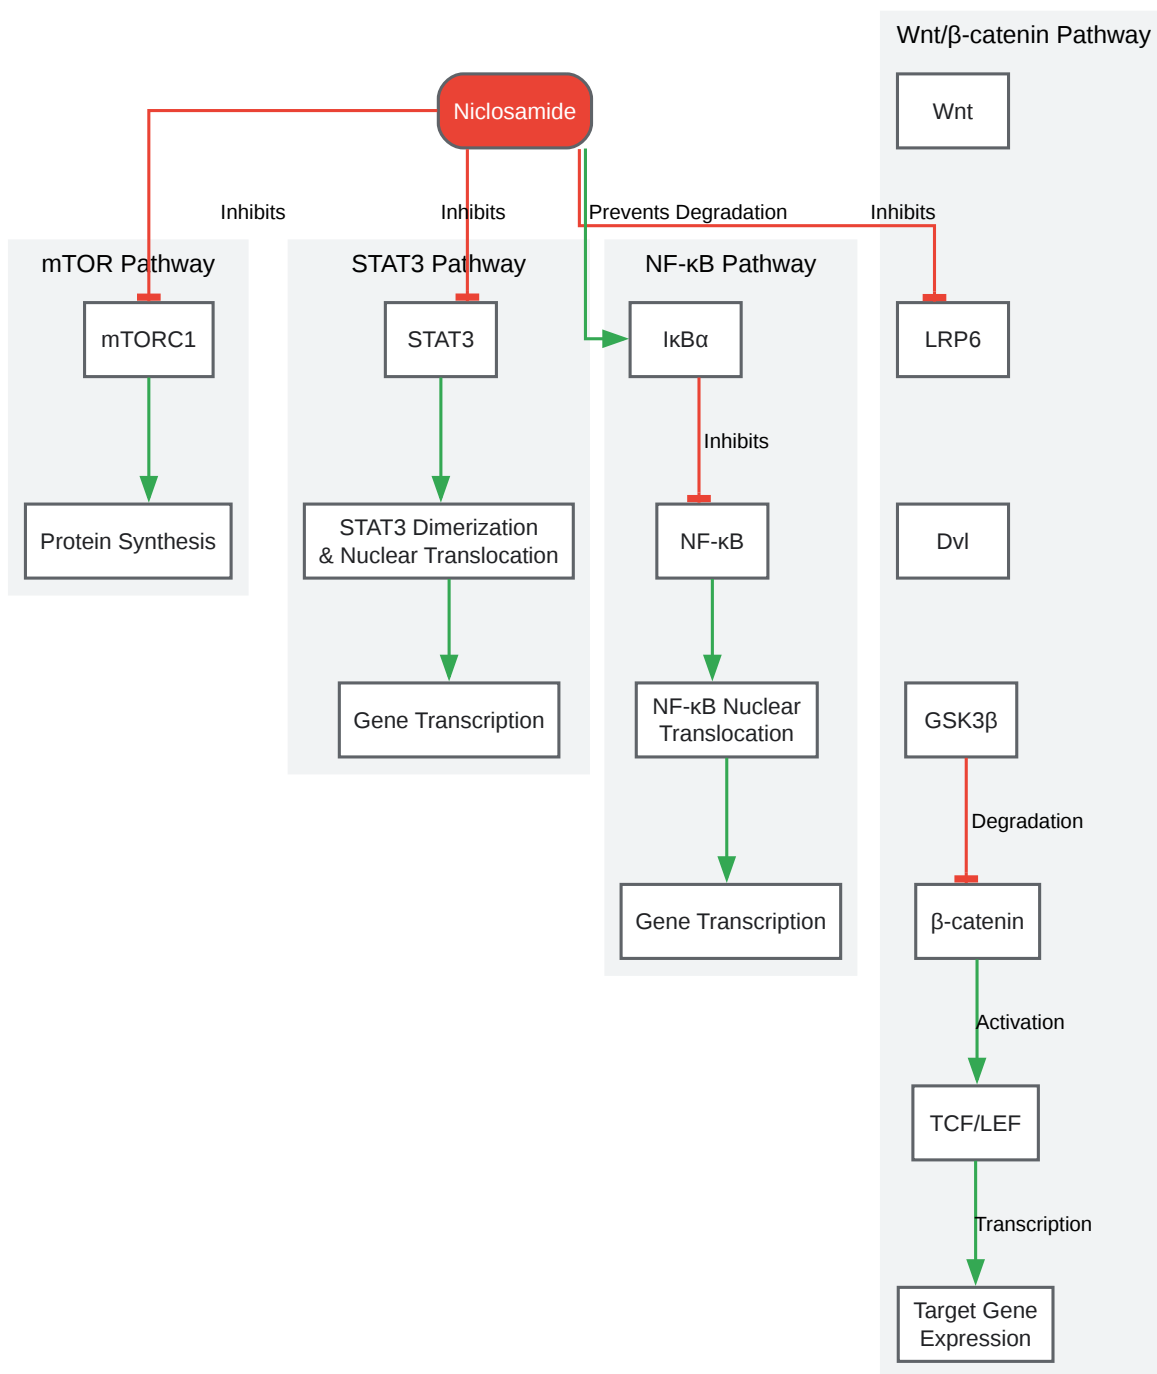 Wnt/β-catenin Pathway
Niclosamide
Wnt
Inhibits
Inhibits
Prevents Degradation
Inhibits
mTOR Pathway
STAT3 Pathway
NF-κB Pathway
mTORC1
STAT3
IκBα
LRP6
Inhibits
Protein Synthesis
STAT3 Dimerization
& Nuclear Translocation
NF-κB
Dvl
Gene Transcription
NF-κB Nuclear
Translocation
GSK3β
Degradation
Gene Transcription
β-catenin
Activation
TCF/LEF
Transcription
Target Gene
Expression